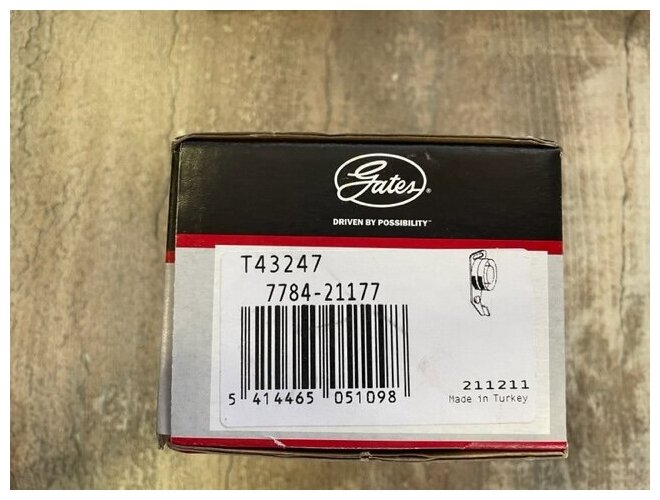 Gates®
DRIVEN BY POSSIBILITY™
T43247
7784-21177
5 414465 051098
211211
Made in Turkey